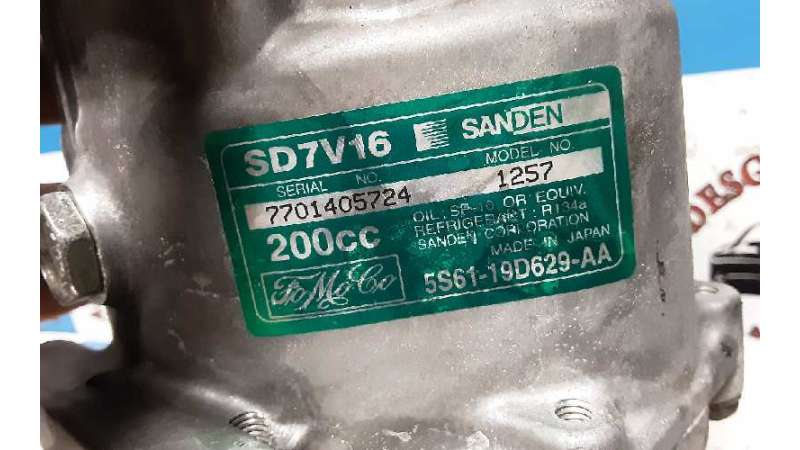 SD7V16 SANDEN
SERIAL NO. MODEL NO.
7701405724 1257
200cc
OIL: SP-10 OR EQUIV.
REFRIGERANT: R134a
SANDEN CORPORATION
MADE IN JAPAN
FoMoCo 5S61-19D629-AA
DESG